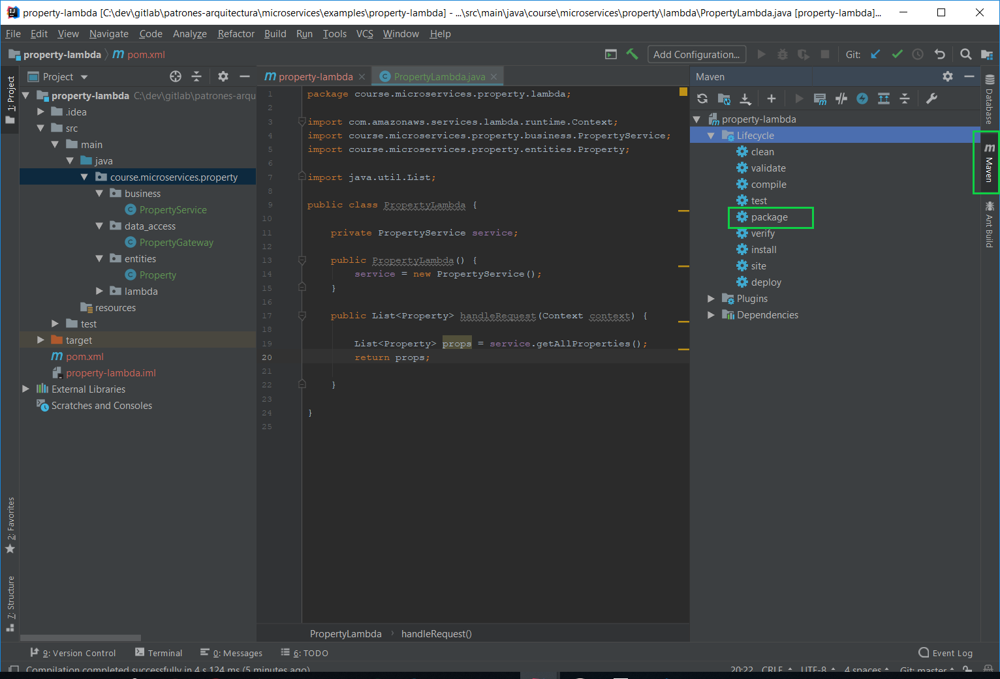 property-lambda [C:\dev\gitlab\patrones-arquitectura\microservices\examples\property-lambda] - ...\src\main\java\course\microservices\property\lambda\PropertyLambda.java [property-lambda]...
File Edit View Navigate Code Analyze Refactor Build Run Tools VCS Window Help
property-lambda pom.xml Add Configuration... Git:
1: Project
2: Favorites
7: Structure
Project
property-lambda C:\dev\gitlab\patrones-arqu
.idea
src
main
java
course.microservices.property
business
PropertyService
data_access
PropertyGateway
entities
Property
lambda
resources
test
target
pom.xml
property-lambda.iml
External Libraries
Scratches and Consoles
property-lambda PropertyLambda.java
1 package course.microservices.property.lambda;
2
3 import com.amazonaws.services.lambda.runtime.Context;
4 import course.microservices.property.business.PropertyService;
5 import course.microservices.property.entities.Property;
6
7 import java.util.List;
8
9 public class PropertyLambda {
10
11 private PropertyService service;
12
13 public PropertyLambda() {
14 service = new PropertyService();
15 }
16
17 public List<Property> handleRequest(Context context) {
18
19 List<Property> props = service.getAllProperties();
20 return props;
21
22 }
23
24 }
25
PropertyLambda › handleRequest()
Maven
property-lambda
Lifecycle
clean
validate
compile
test
package
verify
install
site
deploy
Plugins
Dependencies
Database
Maven
Ant Build
9: Version Control Terminal 0: Messages 6: TODO Event Log
Compilation completed successfully in 4 s 124 ms (5 minutes ago) 20:22 CRLF UTF-8 4 spaces Git: master